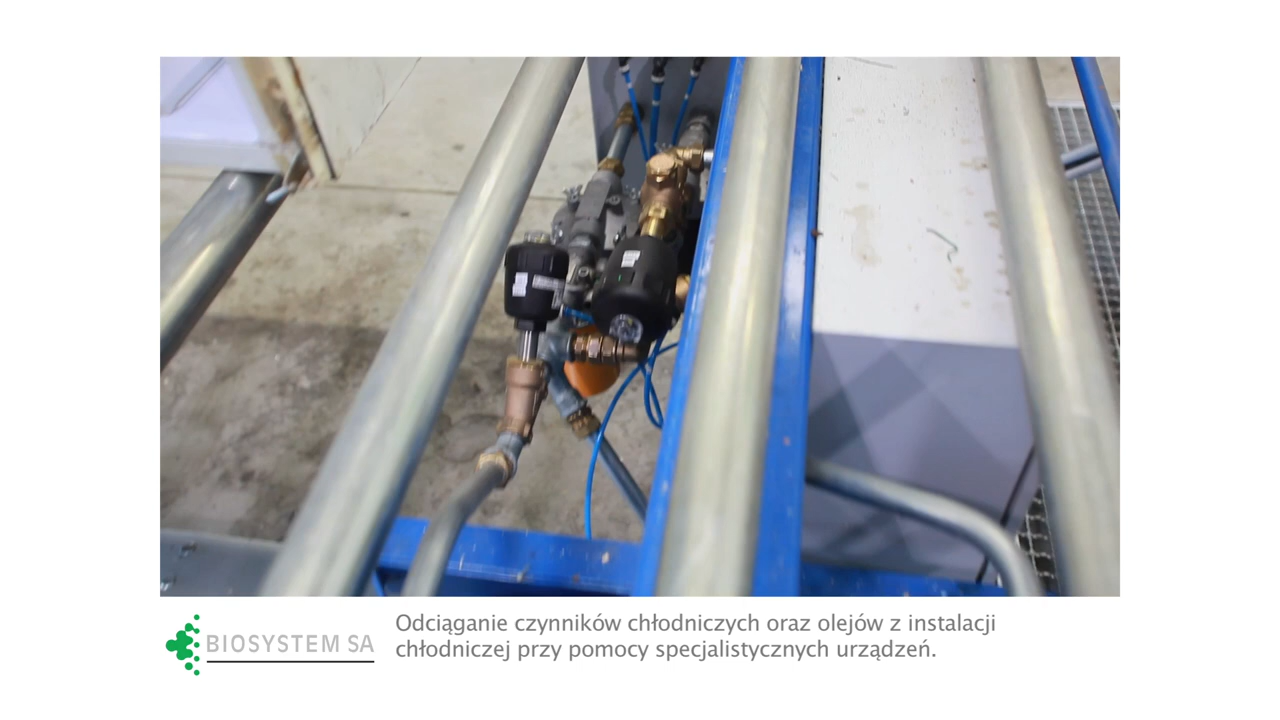 BIOSYSTEM SA
Odciąganie czynników chłodniczych oraz olejów z instalacji
chłodniczej przy pomocy specjalistycznych urządzeń.